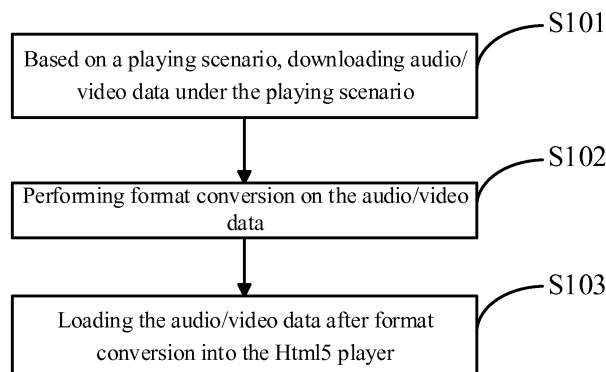 S101
Based on a playing scenario, downloading audio/
video data under the playing scenario
S102
Performing format conversion on the audio/video
data
S103
Loading the audio/video data after format
conversion into the Html5 player